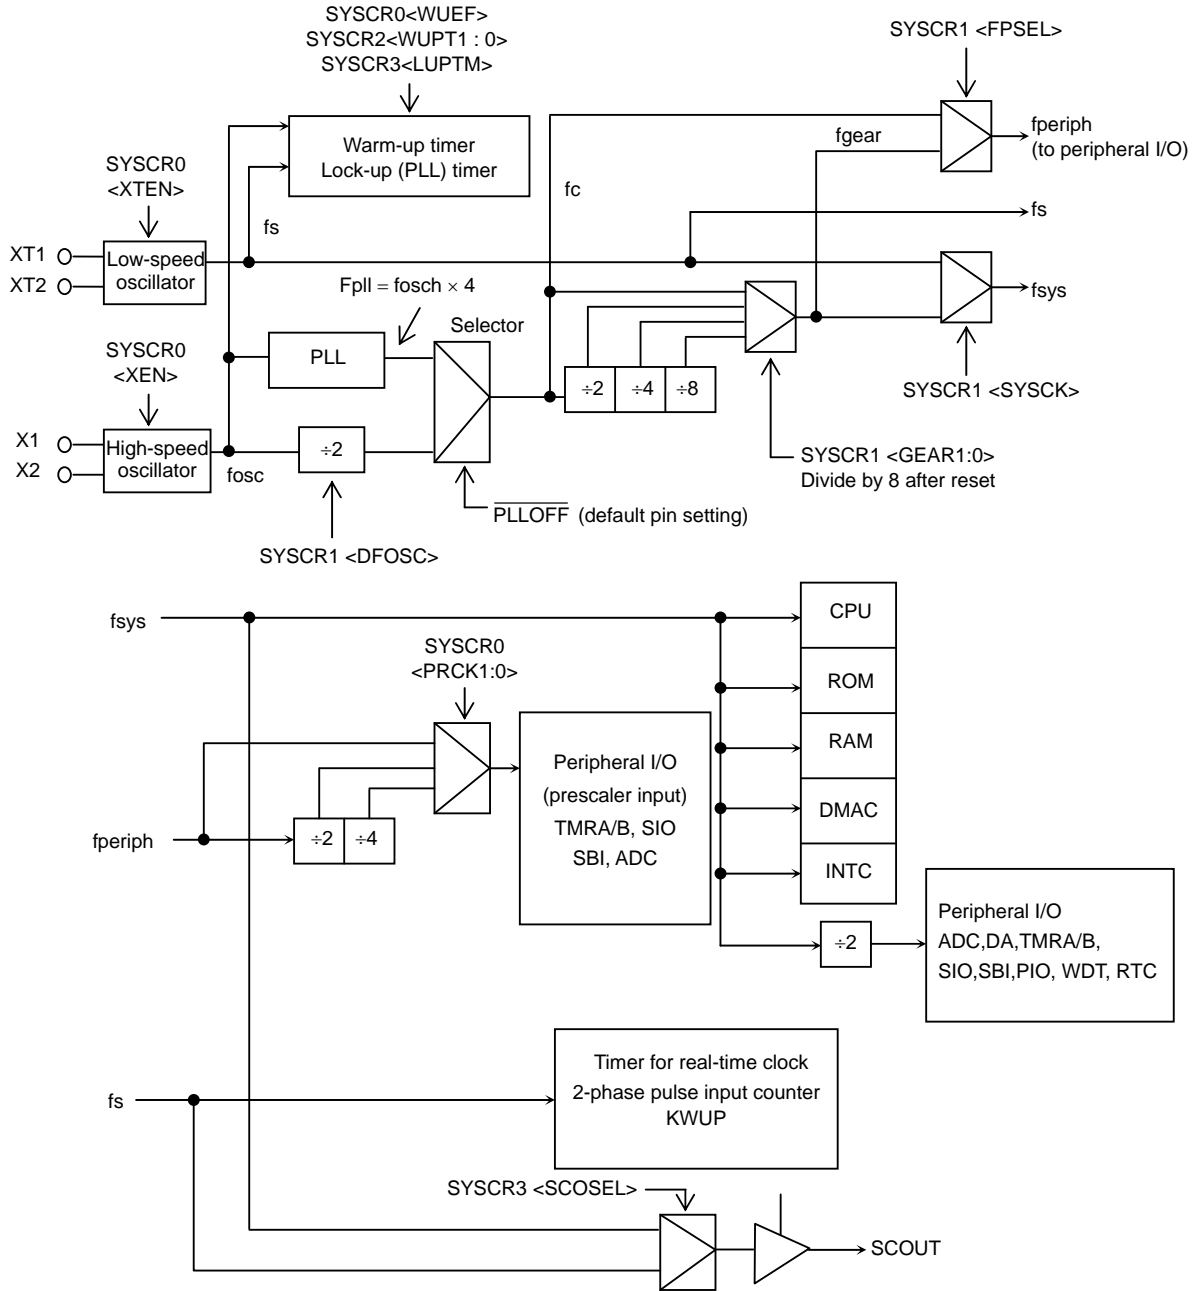 SYSCR0<WUEF>
SYSCR2<WUPT1 : 0>
SYSCR3<LUPTM>
SYSCR1 <FPSEL>
Warm-up timer
Lock-up (PLL) timer
fgear
fperiph
(to peripheral I/O)
SYSCR0
<XTEN>
fc
fs
fs
XT1
XT2
Low-speed
oscillator
Fpll = fosch × 4
fsys
Selector
SYSCR0
<XEN>
PLL
÷2
÷4
÷8
SYSCR1 <SYSCK>
X1
X2
High-speed
oscillator
fosc
÷2
SYSCR1 <GEAR1:0>
Divide by 8 after reset
PLLOFF (default pin setting)
SYSCR1 <DFOSC>
fsys
CPU
SYSCR0
<PRCK1:0>
ROM
RAM
Peripheral I/O
(prescaler input)
TMRA/B, SIO
SBI, ADC
DMAC
fperiph
÷2
÷4
INTC
÷2
Peripheral I/O
ADC,DA,TMRA/B,
SIO,SBI,PIO, WDT, RTC
fs
Timer for real-time clock
2-phase pulse input counter
KWUP
SYSCR3 <SCOSEL>
SCOUT